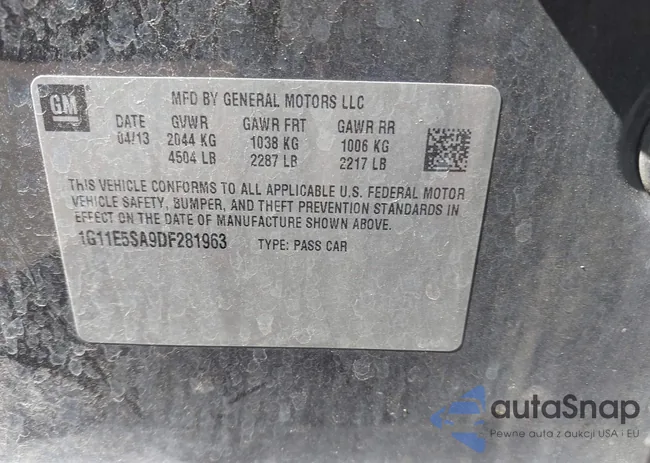 GM
MFD BY GENERAL MOTORS LLC
DATE GVWR GAWR FRT GAWR RR
04/13 2044 KG 1038 KG 1006 KG
4504 LB 2287 LB 2217 LB
THIS VEHICLE CONFORMS TO ALL APPLICABLE U.S. FEDERAL MOTOR
VEHICLE SAFETY, BUMPER, AND THEFT PREVENTION STANDARDS IN
EFFECT ON THE DATE OF MANUFACTURE SHOWN ABOVE.
1G11E5SA9DF281963 TYPE: PASS CAR
autaSnap
Pewne auta z aukcji USA i EU